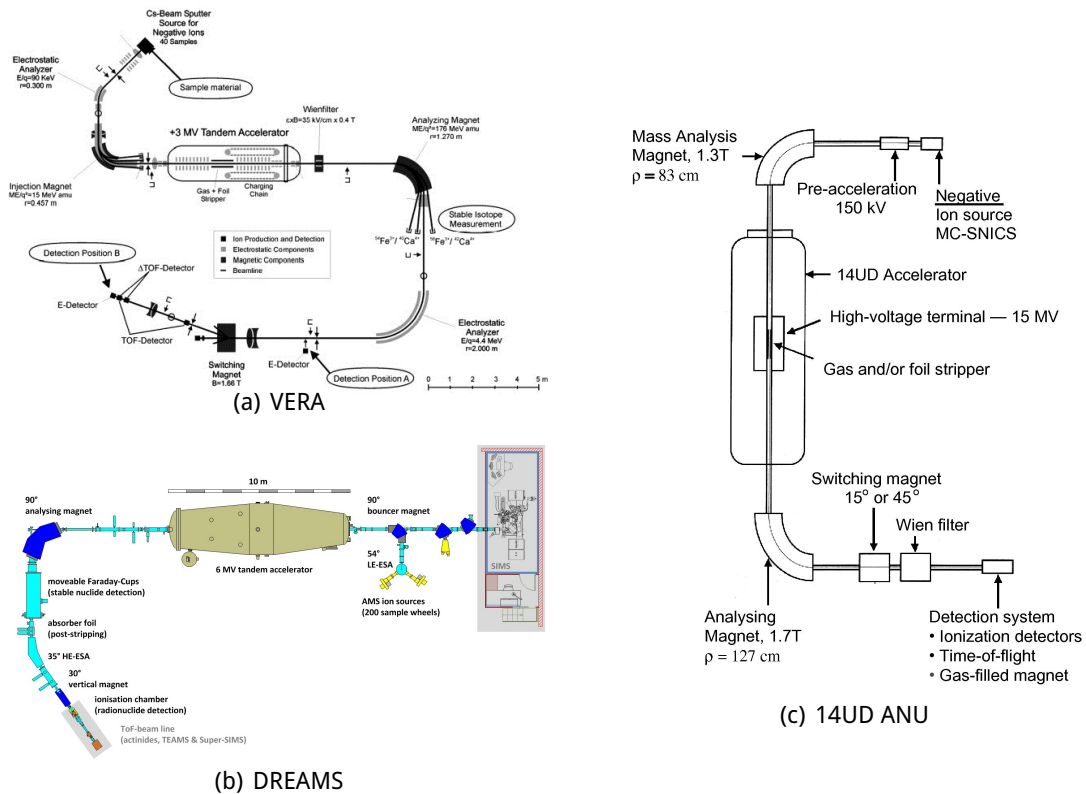 Cs-Beam Sputter
Source for
Negative Ions
40 Samples
Electrostatic
Analyzer
E/q=90 KeV
r=0.300 m
Sample material
Wienfilter
εxB=35 kV/cm x 0.4 T
Analyzing Magnet
ME/q²=176 MeV amu
r=1.270 m
+3 MV Tandem Accelerator
Injection Magnet
ME/q²=15 MeV amu
r=0.457 m
Gas + Foil
Stripper
Charging
Chain
Stable Isotope
Measurement
⁵⁴Fe³⁺/ ⁴⁰Ca⁴⁺
⁵⁶Fe³⁺/ ⁴²Ca⁴⁺
Ion Production and Detection
Electrostatic Components
Magnetic Components
Beamline
Detection Position B
ΔTOF-Detector
E-Detector
TOF-Detector
Switching
Magnet
B=1.66 T
E-Detector
Detection Position A
Electrostatic
Analyzer
E/q=4.4 MeV
r=2.000 m
0 1 2 3 4 5 m
(a) VERA
10 m
90°
analysing magnet
6 MV tandem accelerator
90°
bouncer magnet
54°
LE-ESA
SIMS
AMS ion sources
(200 sample wheels)
moveable Faraday-Cups
(stable nuclide detection)
absorber foil
(post-stripping)
35° HE-ESA
30°
vertical magnet
ionisation chamber
(radionuclide detection)
ToF-beam line
(actinides, TEAMS & Super-SIMS)
(b) DREAMS
Mass Analysis
Magnet, 1.3T
ρ = 83 cm
Pre-acceleration
150 kV
Negative
Ion source
MC-SNICS
14UD Accelerator
High-voltage terminal — 15 MV
Gas and/or foil stripper
Switching magnet
15° or 45°
Wien filter
Analysing
Magnet, 1.7T
ρ = 127 cm
Detection system
• Ionization detectors
• Time-of-flight
• Gas-filled magnet
(c) 14UD ANU